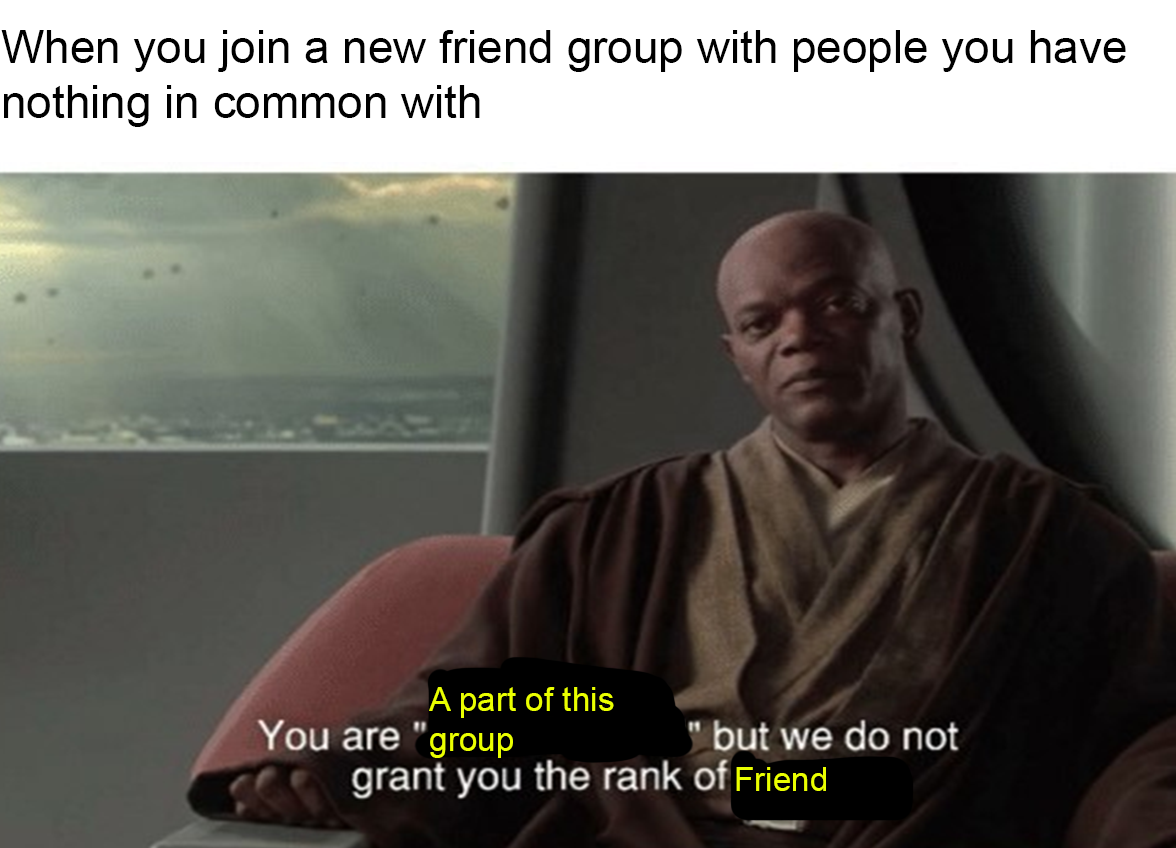 When you join a new friend group with people you have
nothing in common with
A part of this
You are "group" but we do not
grant you the rank of Friend